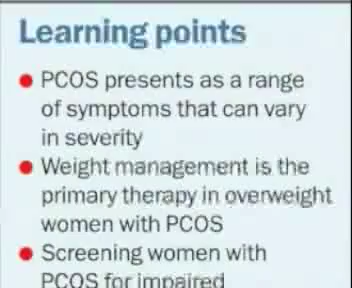 Learning points
PCOS presents as a range
of symptoms that can vary
in severity
Weight management is the
primary therapy in overweight
women with PCOS
Screening women with
PCOS for impaired